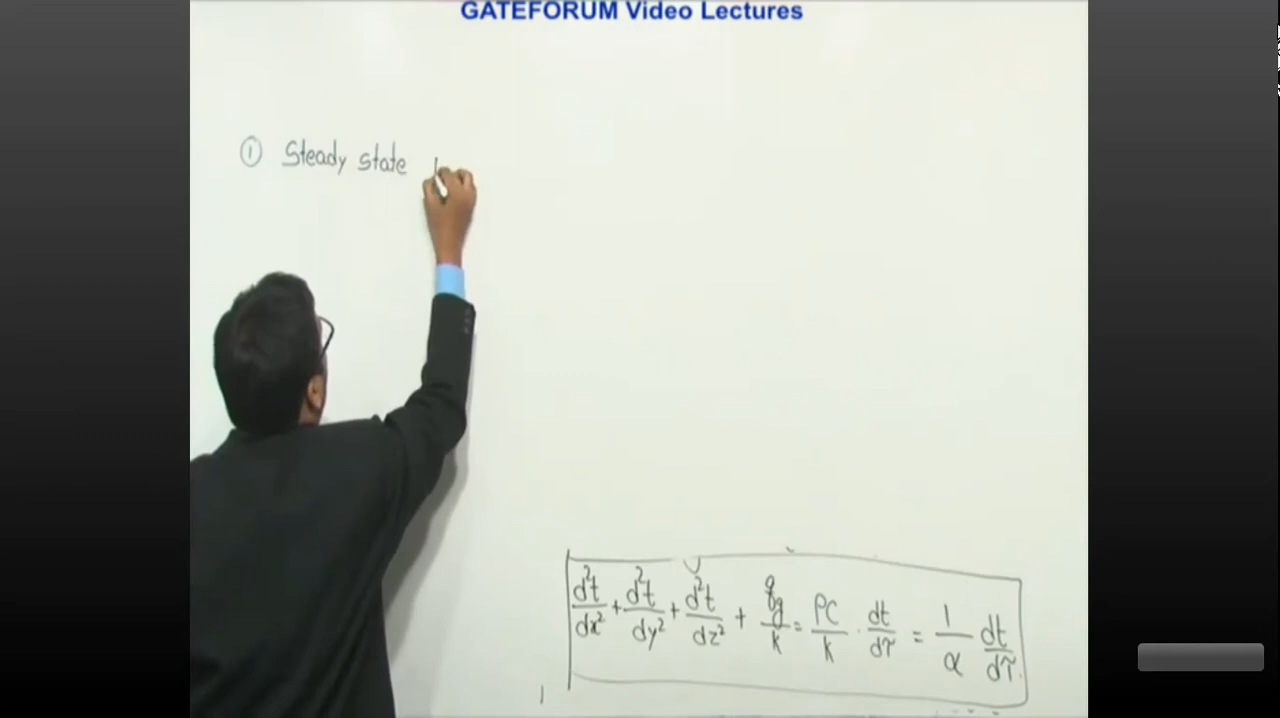 GATEFORUM Video Lectures
① Steady state
d²t/dx² + d²t/dy² + d²t/dz² + qg/k = ρC/k · dt/dτ = 1/α dt/dτ